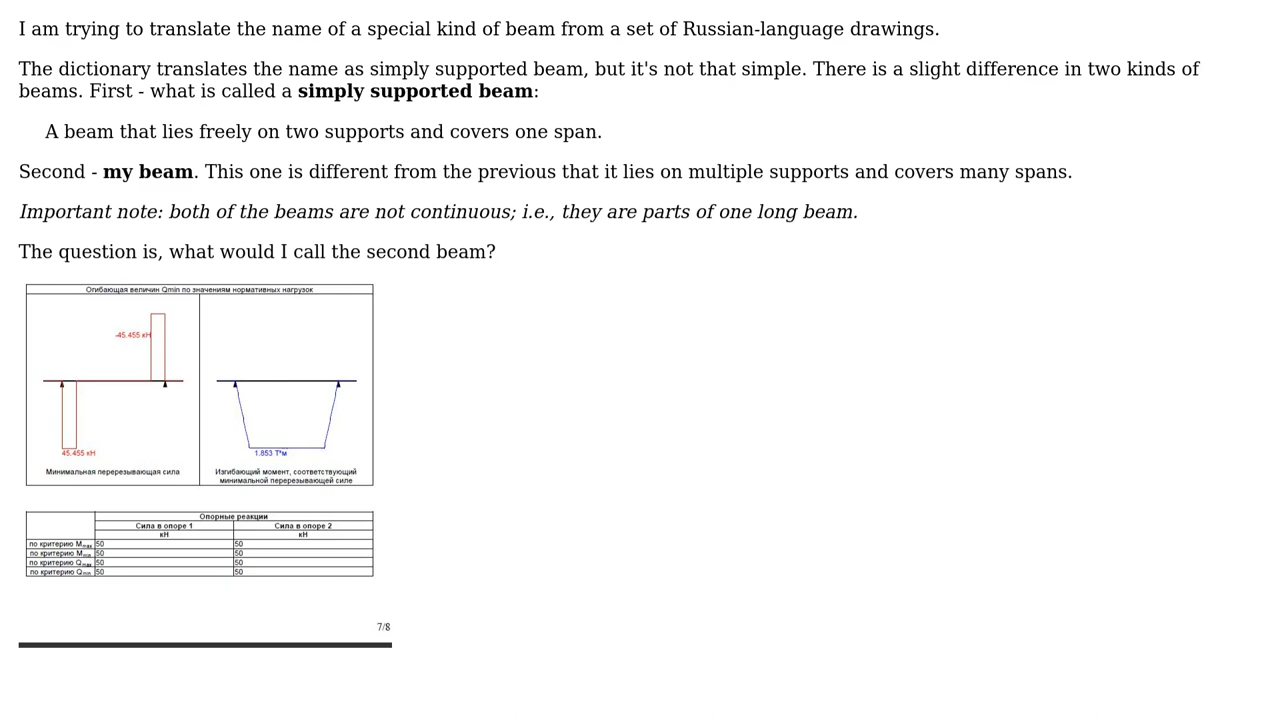 I am trying to translate the name of a special kind of beam from a set of Russian-language drawings.
The dictionary translates the name as simply supported beam, but it's not that simple. There is a slight difference in two kinds of
beams. First - what is called a simply supported beam:
A beam that lies freely on two supports and covers one span.
Second - my beam. This one is different from the previous that it lies on multiple supports and covers many spans.
Important note: both of the beams are not continuous; i.e., they are parts of one long beam.
The question is, what would I call the second beam?
Огибающая величин Qmin по значениям нормативных нагрузок
-45.455 кН
45.455 кН
Минимальная перерезывающая сила
1.853 Т*м
Изгибающий момент, соответствующий
минимальной перерезывающей силе
Опорные реакции
Сила в опоре 1 Сила в опоре 2
кН кН
по критерию Mmax 50 50
по критерию Mmin 50 50
по критерию Qmax 50 50
по критерию Qmin 50 50
7/8